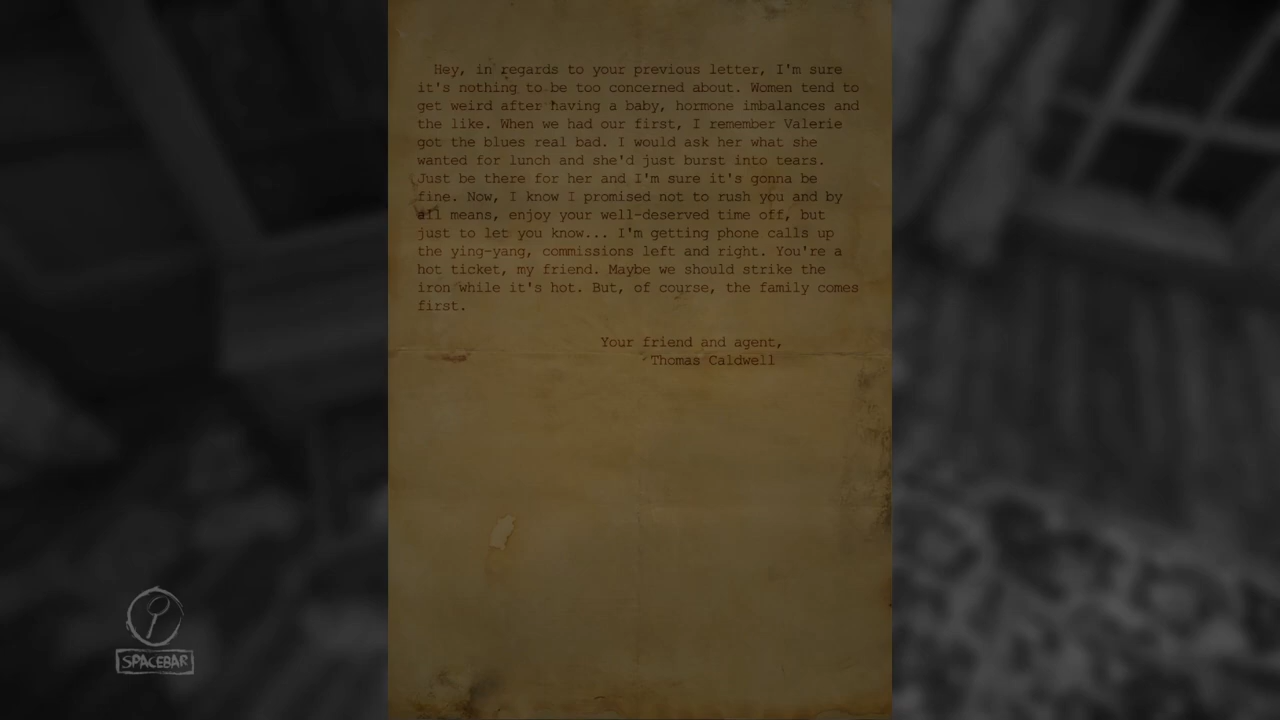 Hey, in regards to your previous letter, I'm sure
it's nothing to be too concerned about. Women tend to
get weird after having a baby, hormone imbalances and
the like. When we had our first, I remember Valerie
got the blues real bad. I would ask her what she
wanted for lunch and she'd just burst into tears.
Just be there for her and I'm sure it's gonna be
fine. Now, I know I promised not to rush you and by
all means, enjoy your well-deserved time off, but
just to let you know... I'm getting phone calls up
the ying-yang, commissions left and right. You're a
hot ticket, my friend. Maybe we should strike the
iron while it's hot. But, of course, the family comes
first.
Your friend and agent,
Thomas Caldwell
SPACEBAR